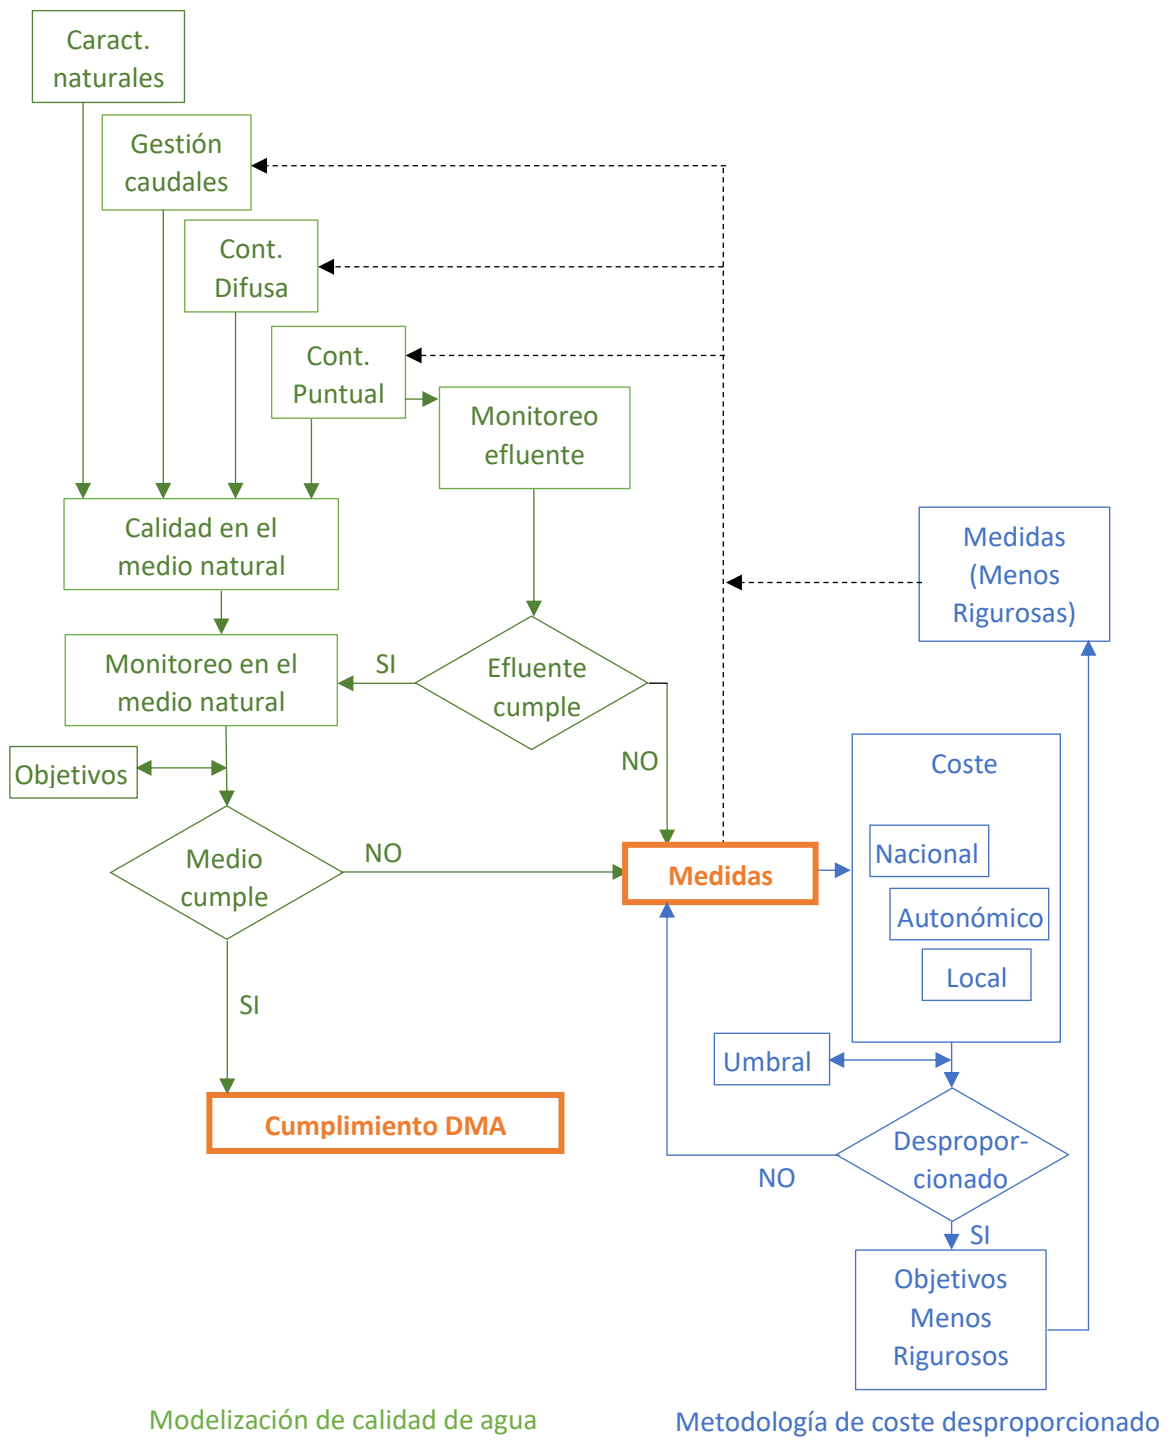 Caract.
naturales
Gestión
caudales
Cont.
Difusa
Cont.
Puntual
Monitoreo
efluente
Calidad en el
medio natural
Medidas
(Menos
Rigurosas)
Monitoreo en el
medio natural
SI
Efluente
cumple
NO
Objetivos
Coste
Nacional
Autonómico
Local
Medio
cumple
NO
Medidas
SI
Umbral
Cumplimiento DMA
Despropor-
cionado
NO
SI
Objetivos
Menos
Rigurosos
Modelización de calidad de agua
Metodología de coste desproporcionado